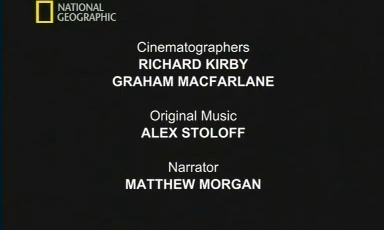 NATIONAL
GEOGRAPHIC
Cinematographers
RICHARD KIRBY
GRAHAM MACFARLANE
Original Music
ALEX STOLOFF
Narrator
MATTHEW MORGAN